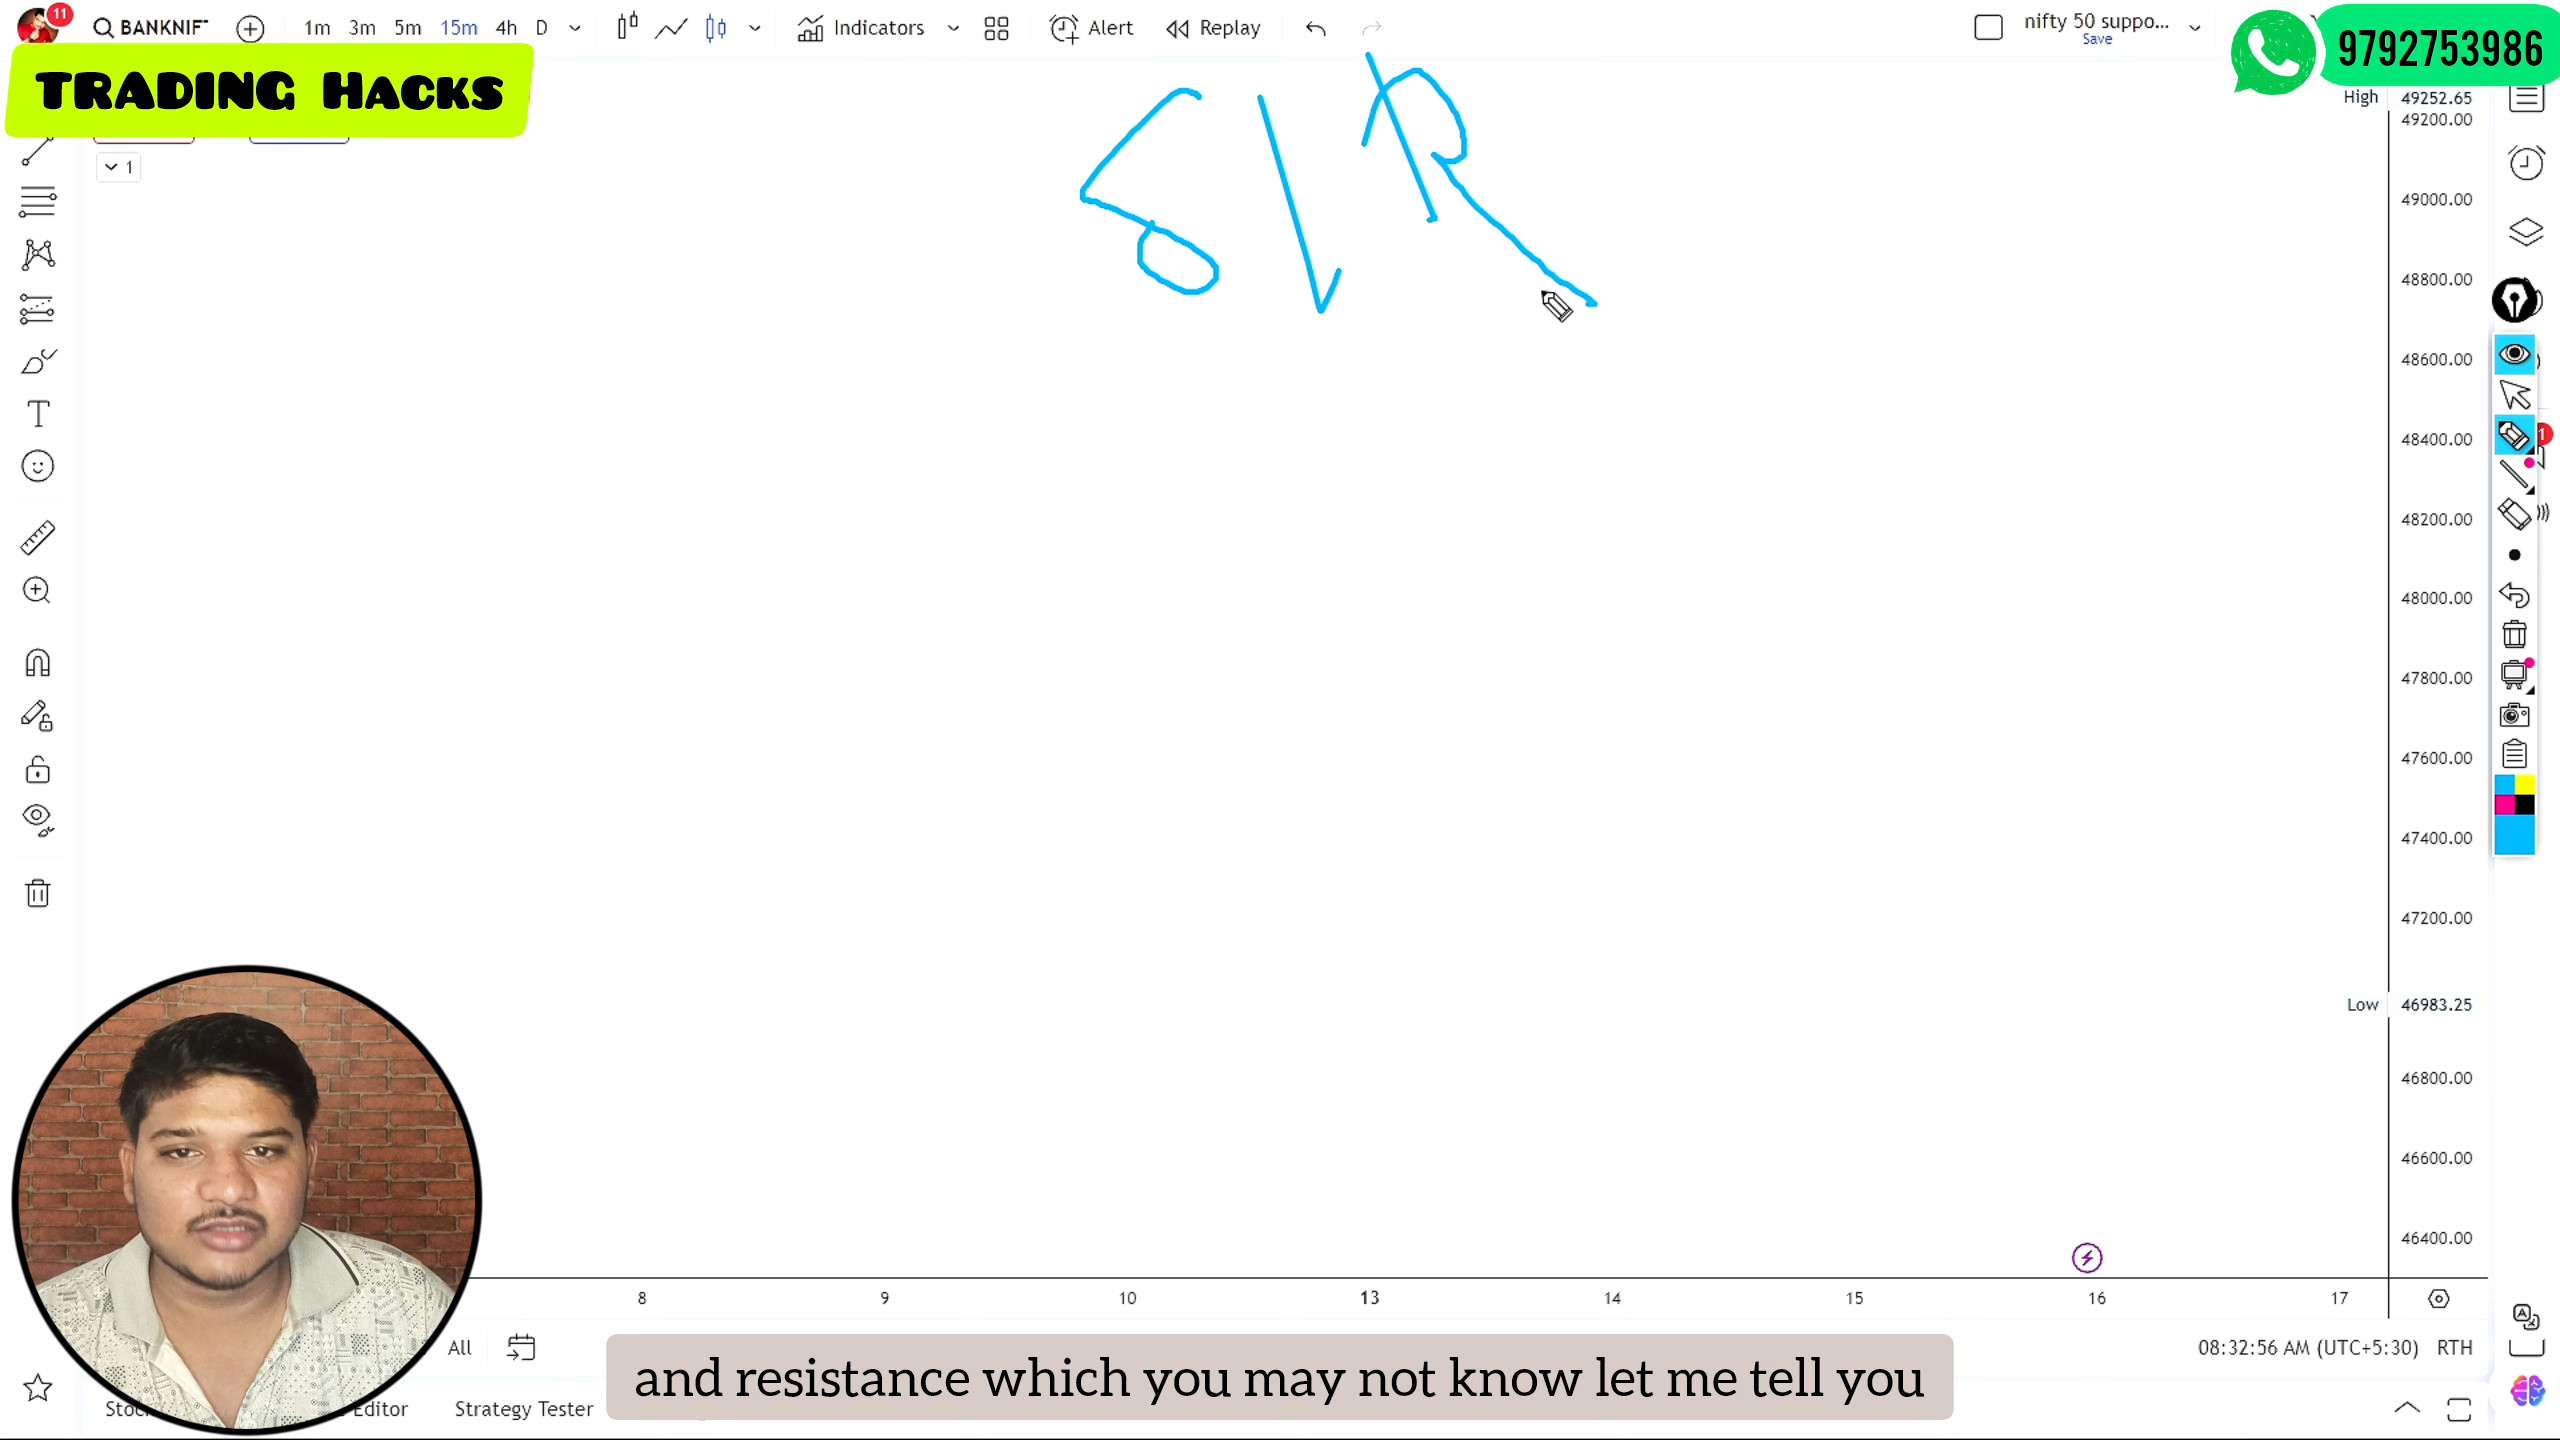 11
BANKNIF
1m 3m 5m 15m 4h D
Indicators
Alert
Replay
nifty 50 suppo...
Save
9792753986
TRADING HACKS
S / R
1
High 49252.65
49200.00
49000.00
48800.00
48600.00
48400.00
1
48200.00
48000.00
47800.00
47600.00
47400.00
47200.00
Low 46983.25
46800.00
46600.00
46400.00
8 9 10 13 14 15 16 17
All
08:32:56 AM (UTC+5:30) RTH
and resistance which you may not know let me tell you
Editor
Strategy Tester